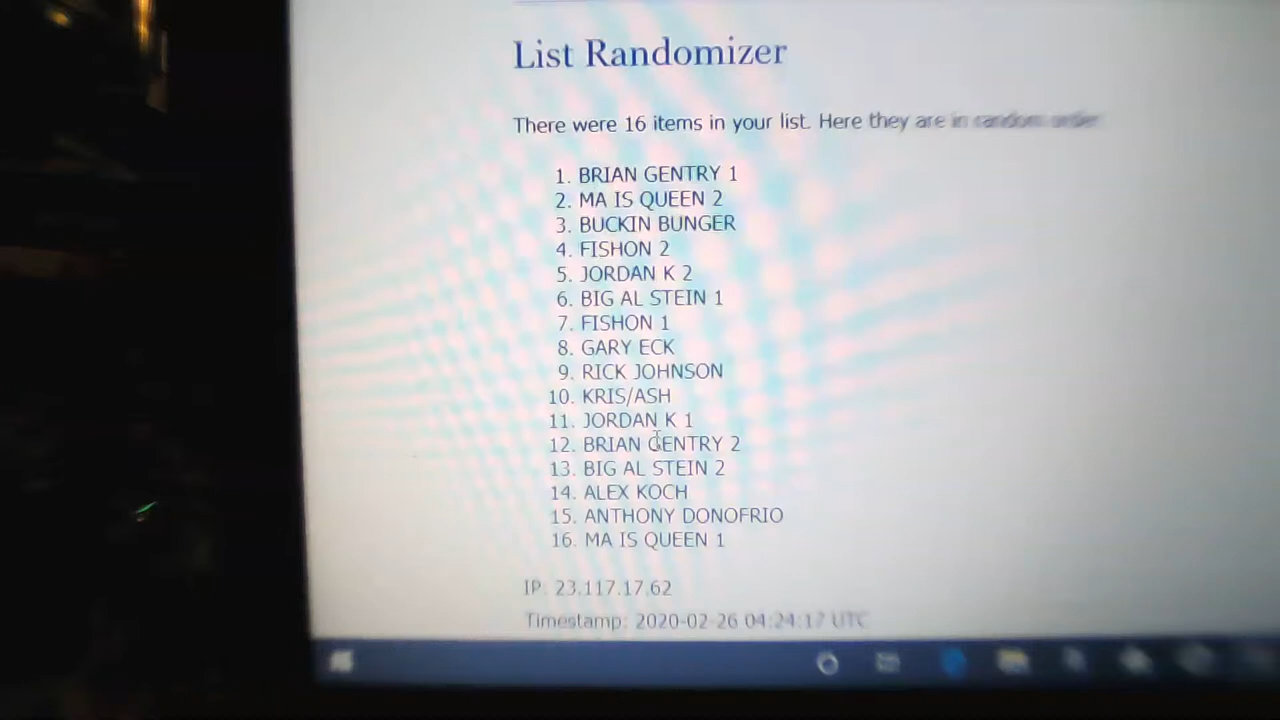 List Randomizer
There were 16 items in your list. Here they are in random order:
1. BRIAN GENTRY 1
2. MA IS QUEEN 2
3. BUCKIN BUNGER
4. FISHON 2
5. JORDAN K 2
6. BIG AL STEIN 1
7. FISHON 1
8. GARY ECK
9. RICK JOHNSON
10. KRIS/ASH
11. JORDAN K 1
12. BRIAN GENTRY 2
13. BIG AL STEIN 2
14. ALEX KOCH
15. ANTHONY DONOFRIO
16. MA IS QUEEN 1
IP: 23.117.17.62
Timestamp: 2020-02-26 04:24:17 UTC